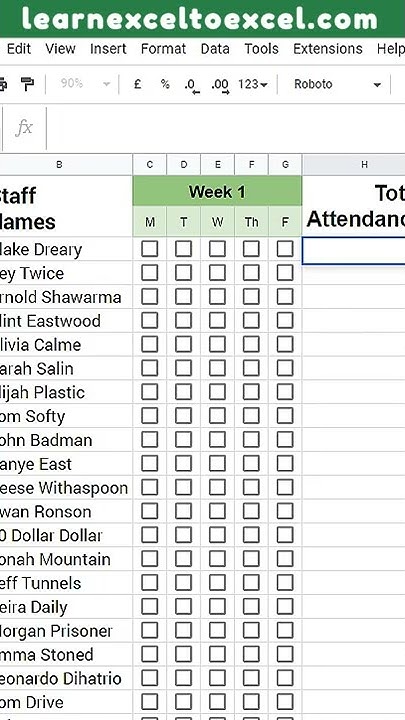 learnexceltoexcel.com
Edit View Insert Format Data Tools Extensions Help
90% £ % .0 .00 123 Roboto
fx
B C D E F G H
Staff Names
Week 1
Tot
Attendanc
M T W Th F
lake Dreary
ey Twice
rnold Shawarma
lint Eastwood
livia Calme
arah Salin
lijah Plastic
om Softy
ohn Badman
anye East
eese Withaspoon
wan Ronson
0 Dollar Dollar
onah Mountain
eff Tunnels
eira Daily
Morgan Prisoner
mma Stoned
eonardo Dihatrio
om Drive